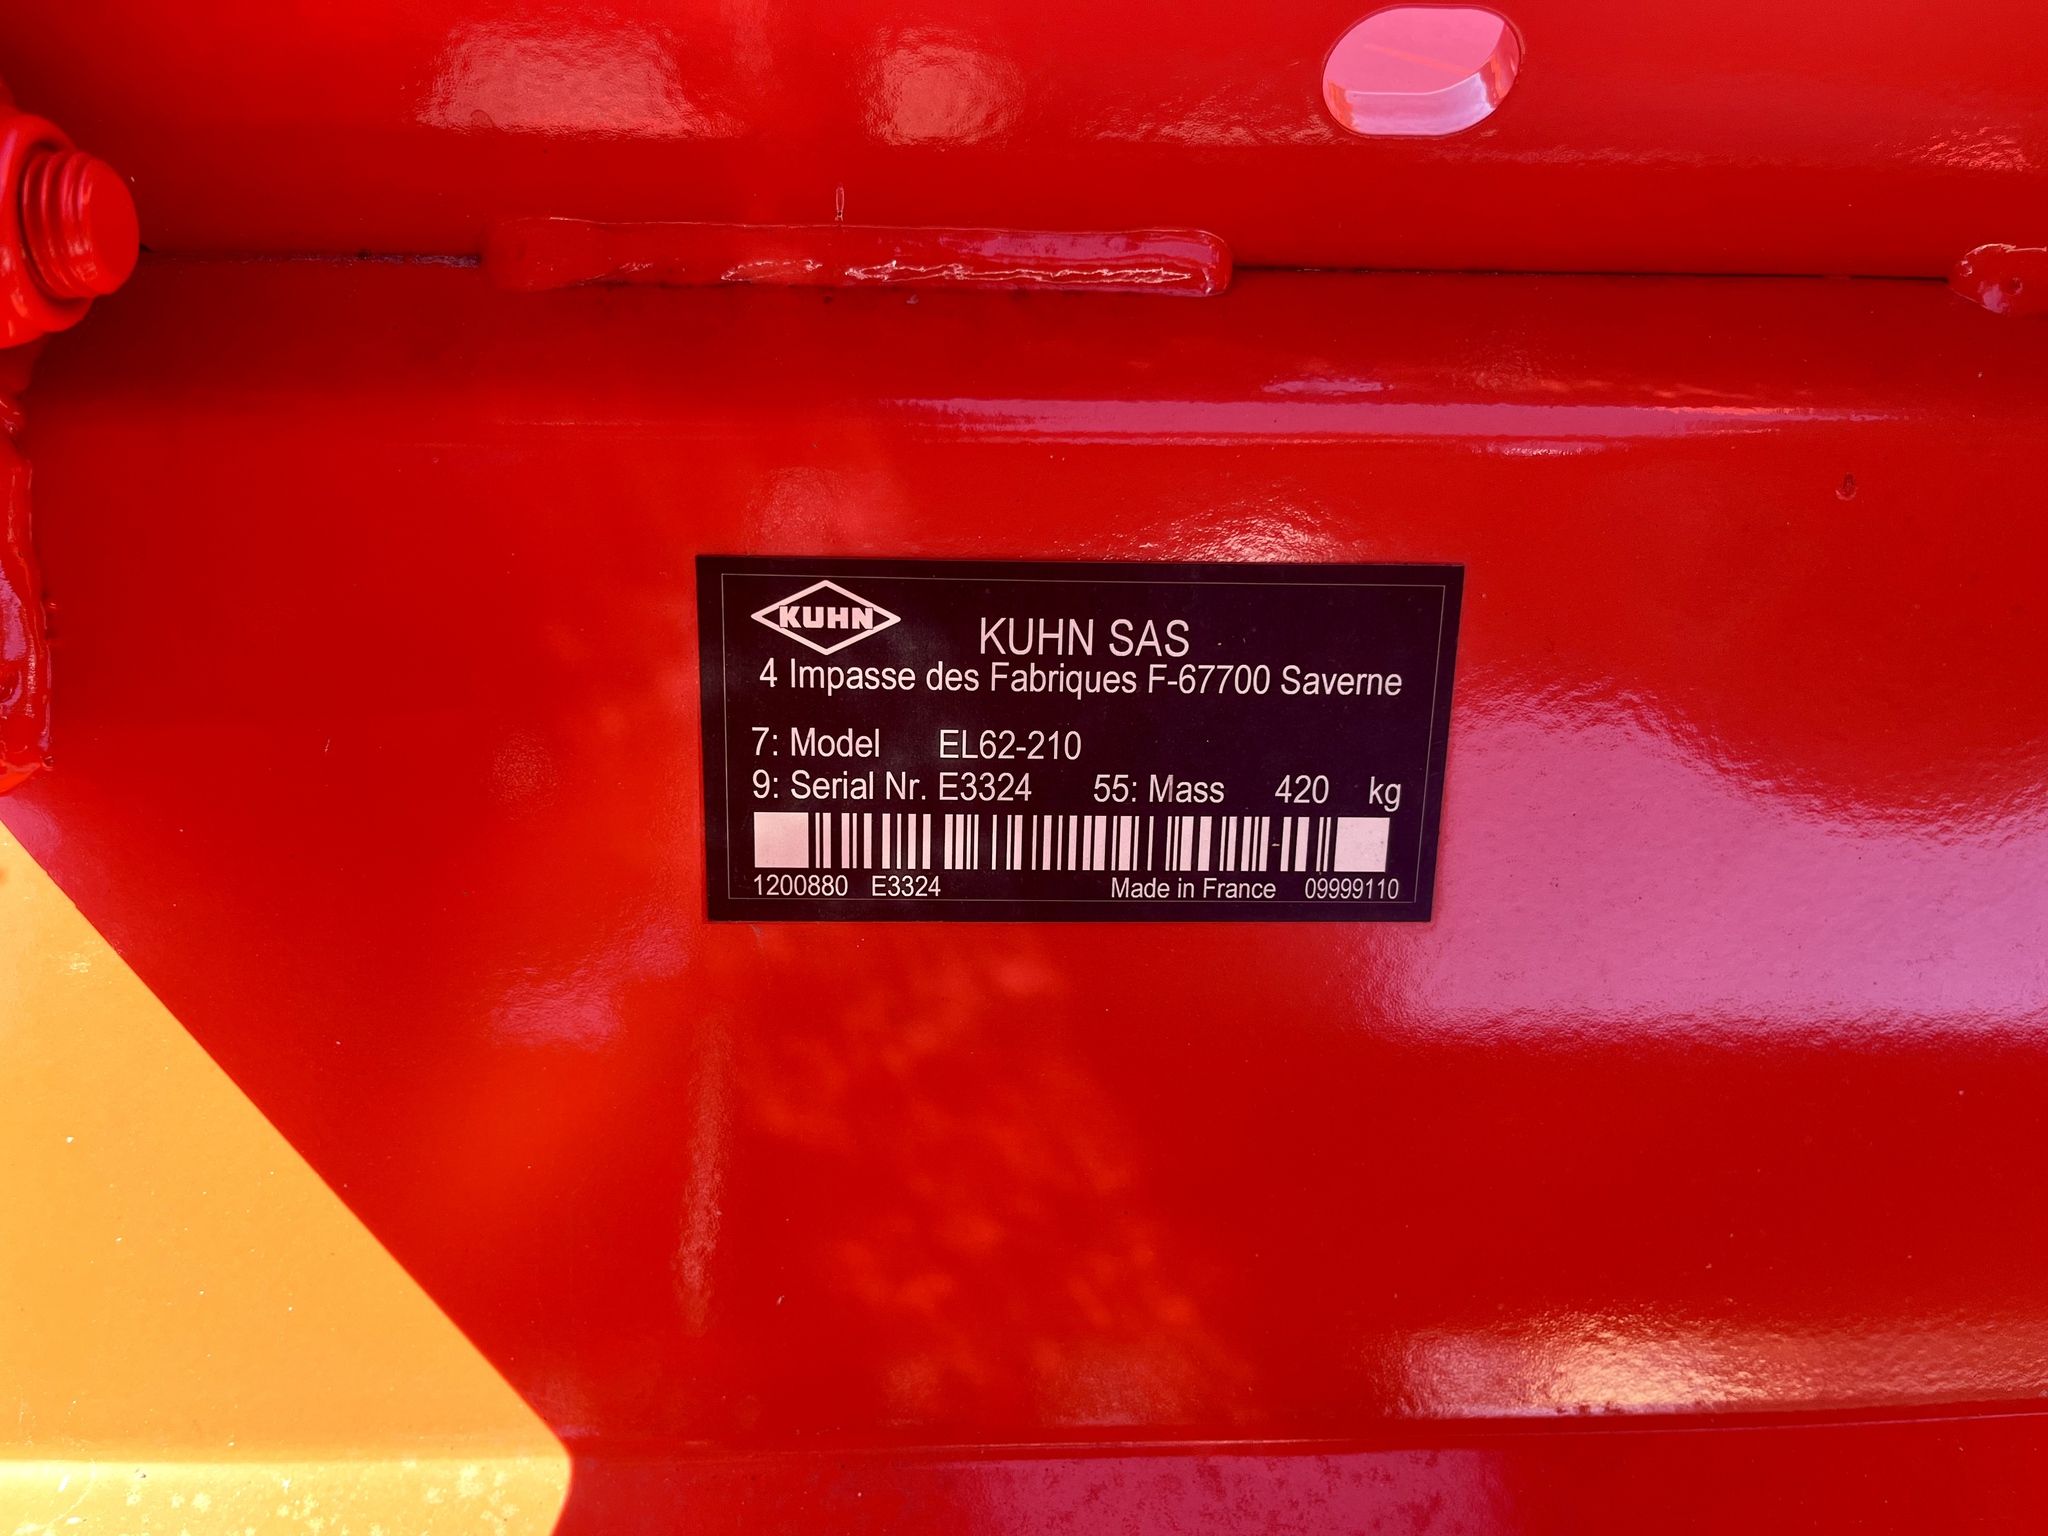 KUHN
KUHN SAS
4 Impasse des Fabriques F-67700 Saverne
7: Model EL62-210
9: Serial Nr. E3324 55: Mass 420 kg
1200880 E3324 Made in France 09999110